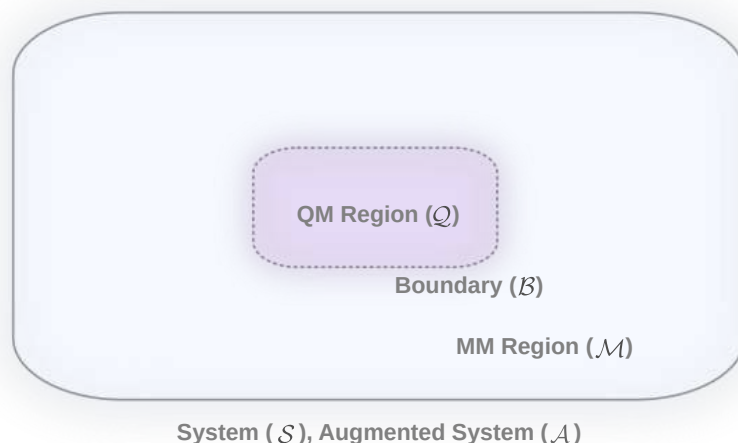 QM Region (𝒬)
Boundary (ℬ)
MM Region (ℳ)
System (𝒮), Augmented System (𝒜)